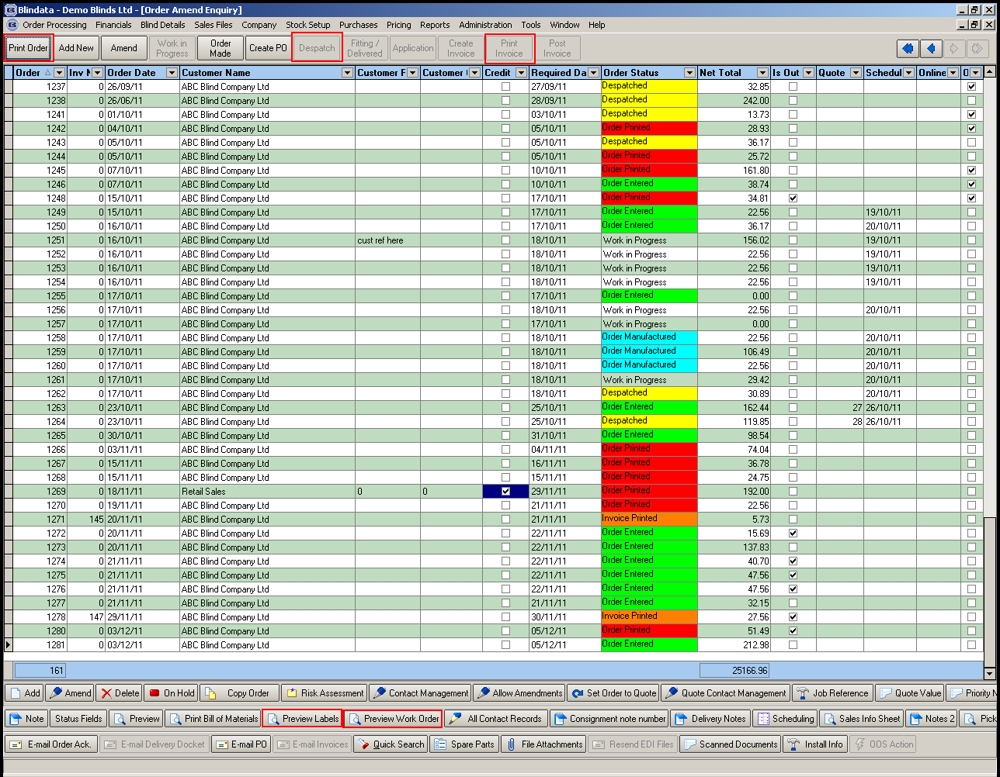 Blindata - Demo Blinds Ltd - [Order Amend Enquiry]
Order Processing Financials Blind Details Sales Files Company Stock Setup Purchases Pricing Reports Administration Tools Window Help
Print Order Add New Amend Work in Progress Order Made Create PO Despatch Fitting / Delivered Application Create Invoice Print Invoice Post Invoice
Order Inv N Order Date Customer Name Customer F Customer Credit Required Da Order Status Net Total Is Out Quote Schedul Online
1237 0 26/09/11 ABC Blind Company Ltd 27/09/11 Despatched 32.85
1238 0 26/06/11 ABC Blind Company Ltd 28/09/11 Despatched 242.00
1241 0 01/10/11 ABC Blind Company Ltd 03/10/11 Despatched 13.73
1242 0 04/10/11 ABC Blind Company Ltd 05/10/11 Order Printed 28.93
1243 0 05/10/11 ABC Blind Company Ltd 05/10/11 Despatched 36.17
1244 0 05/10/11 ABC Blind Company Ltd 05/10/11 Order Printed 25.72
1245 0 07/10/11 ABC Blind Company Ltd 10/10/11 Order Printed 161.80
1246 0 07/10/11 ABC Blind Company Ltd 10/10/11 Order Entered 38.74
1248 0 15/10/11 ABC Blind Company Ltd 17/10/11 Order Printed 34.81
1249 0 15/10/11 ABC Blind Company Ltd 17/10/11 Order Entered 22.56 19/10/11
1250 0 16/10/11 ABC Blind Company Ltd 17/10/11 Order Entered 36.17 20/10/11
1251 0 16/10/11 ABC Blind Company Ltd cust ref here 18/10/11 Work in Progress 156.02 19/10/11
1252 0 16/10/11 ABC Blind Company Ltd 18/10/11 Work in Progress 22.56 19/10/11
1253 0 16/10/11 ABC Blind Company Ltd 18/10/11 Work in Progress 22.56 19/10/11
1254 0 16/10/11 ABC Blind Company Ltd 18/10/11 Work in Progress 22.56 19/10/11
1255 0 17/10/11 ABC Blind Company Ltd 17/10/11 Order Entered 0.00
1256 0 17/10/11 ABC Blind Company Ltd 18/10/11 Work in Progress 22.56 20/10/11
1257 0 17/10/11 ABC Blind Company Ltd 17/10/11 Work in Progress 0.00
1258 0 17/10/11 ABC Blind Company Ltd 18/10/11 Order Manufactured 22.56 20/10/11
1259 0 17/10/11 ABC Blind Company Ltd 18/10/11 Order Manufactured 106.49 20/10/11
1260 0 17/10/11 ABC Blind Company Ltd 18/10/11 Order Manufactured 22.56 20/10/11
1261 0 17/10/11 ABC Blind Company Ltd 18/10/11 Work in Progress 29.42 20/10/11
1262 0 17/10/11 ABC Blind Company Ltd 18/10/11 Despatched 30.89 20/10/11
1263 0 23/10/11 ABC Blind Company Ltd 25/10/11 Order Entered 162.44 27 26/10/11
1264 0 23/10/11 ABC Blind Company Ltd 25/10/11 Despatched 119.85 28 26/10/11
1265 0 30/10/11 ABC Blind Company Ltd 31/10/11 Order Entered 98.54
1266 0 03/11/11 ABC Blind Company Ltd 04/11/11 Order Printed 74.04
1267 0 15/11/11 ABC Blind Company Ltd 16/11/11 Order Printed 36.78
1268 0 15/11/11 ABC Blind Company Ltd 15/11/11 Order Printed 24.75
1269 0 18/11/11 Retail Sales 0 0 29/11/11 Order Printed 192.00
1270 0 19/11/11 ABC Blind Company Ltd 21/11/11 Order Printed 22.56
1271 145 20/11/11 ABC Blind Company Ltd 21/11/11 Invoice Printed 5.73
1272 0 20/11/11 ABC Blind Company Ltd 22/11/11 Order Entered 15.69
1273 0 20/11/11 ABC Blind Company Ltd 22/11/11 Order Entered 137.83
1274 0 21/11/11 ABC Blind Company Ltd 22/11/11 Order Entered 40.70
1275 0 21/11/11 ABC Blind Company Ltd 22/11/11 Order Entered 47.56
1276 0 21/11/11 ABC Blind Company Ltd 22/11/11 Order Entered 47.56
1277 0 21/11/11 ABC Blind Company Ltd 21/11/11 Order Entered 32.15
1278 147 29/11/11 ABC Blind Company Ltd 30/11/11 Invoice Printed 27.56
1280 0 03/12/11 ABC Blind Company Ltd 05/12/11 Order Printed 51.49
1281 0 03/12/11 ABC Blind Company Ltd 05/12/11 Order Entered 212.98
161 25166.96
Add Amend Delete On Hold Copy Order Risk Assessment Contact Management Allow Amendments Set Order to Quote Quote Contact Management Job Reference Quote Value Priority N
Note Status Fields Preview Print Bill of Materials Preview Labels Preview Work Order All Contact Records Consignment note number Delivery Notes Scheduling Sales Info Sheet Notes 2 Pick
E-mail Order Ack. E-mail Delivery Docket E-mail PO E-mail Invoices Quick Search Spare Parts File Attachments Resend EDI Files Scanned Documents Install Info OOS Action